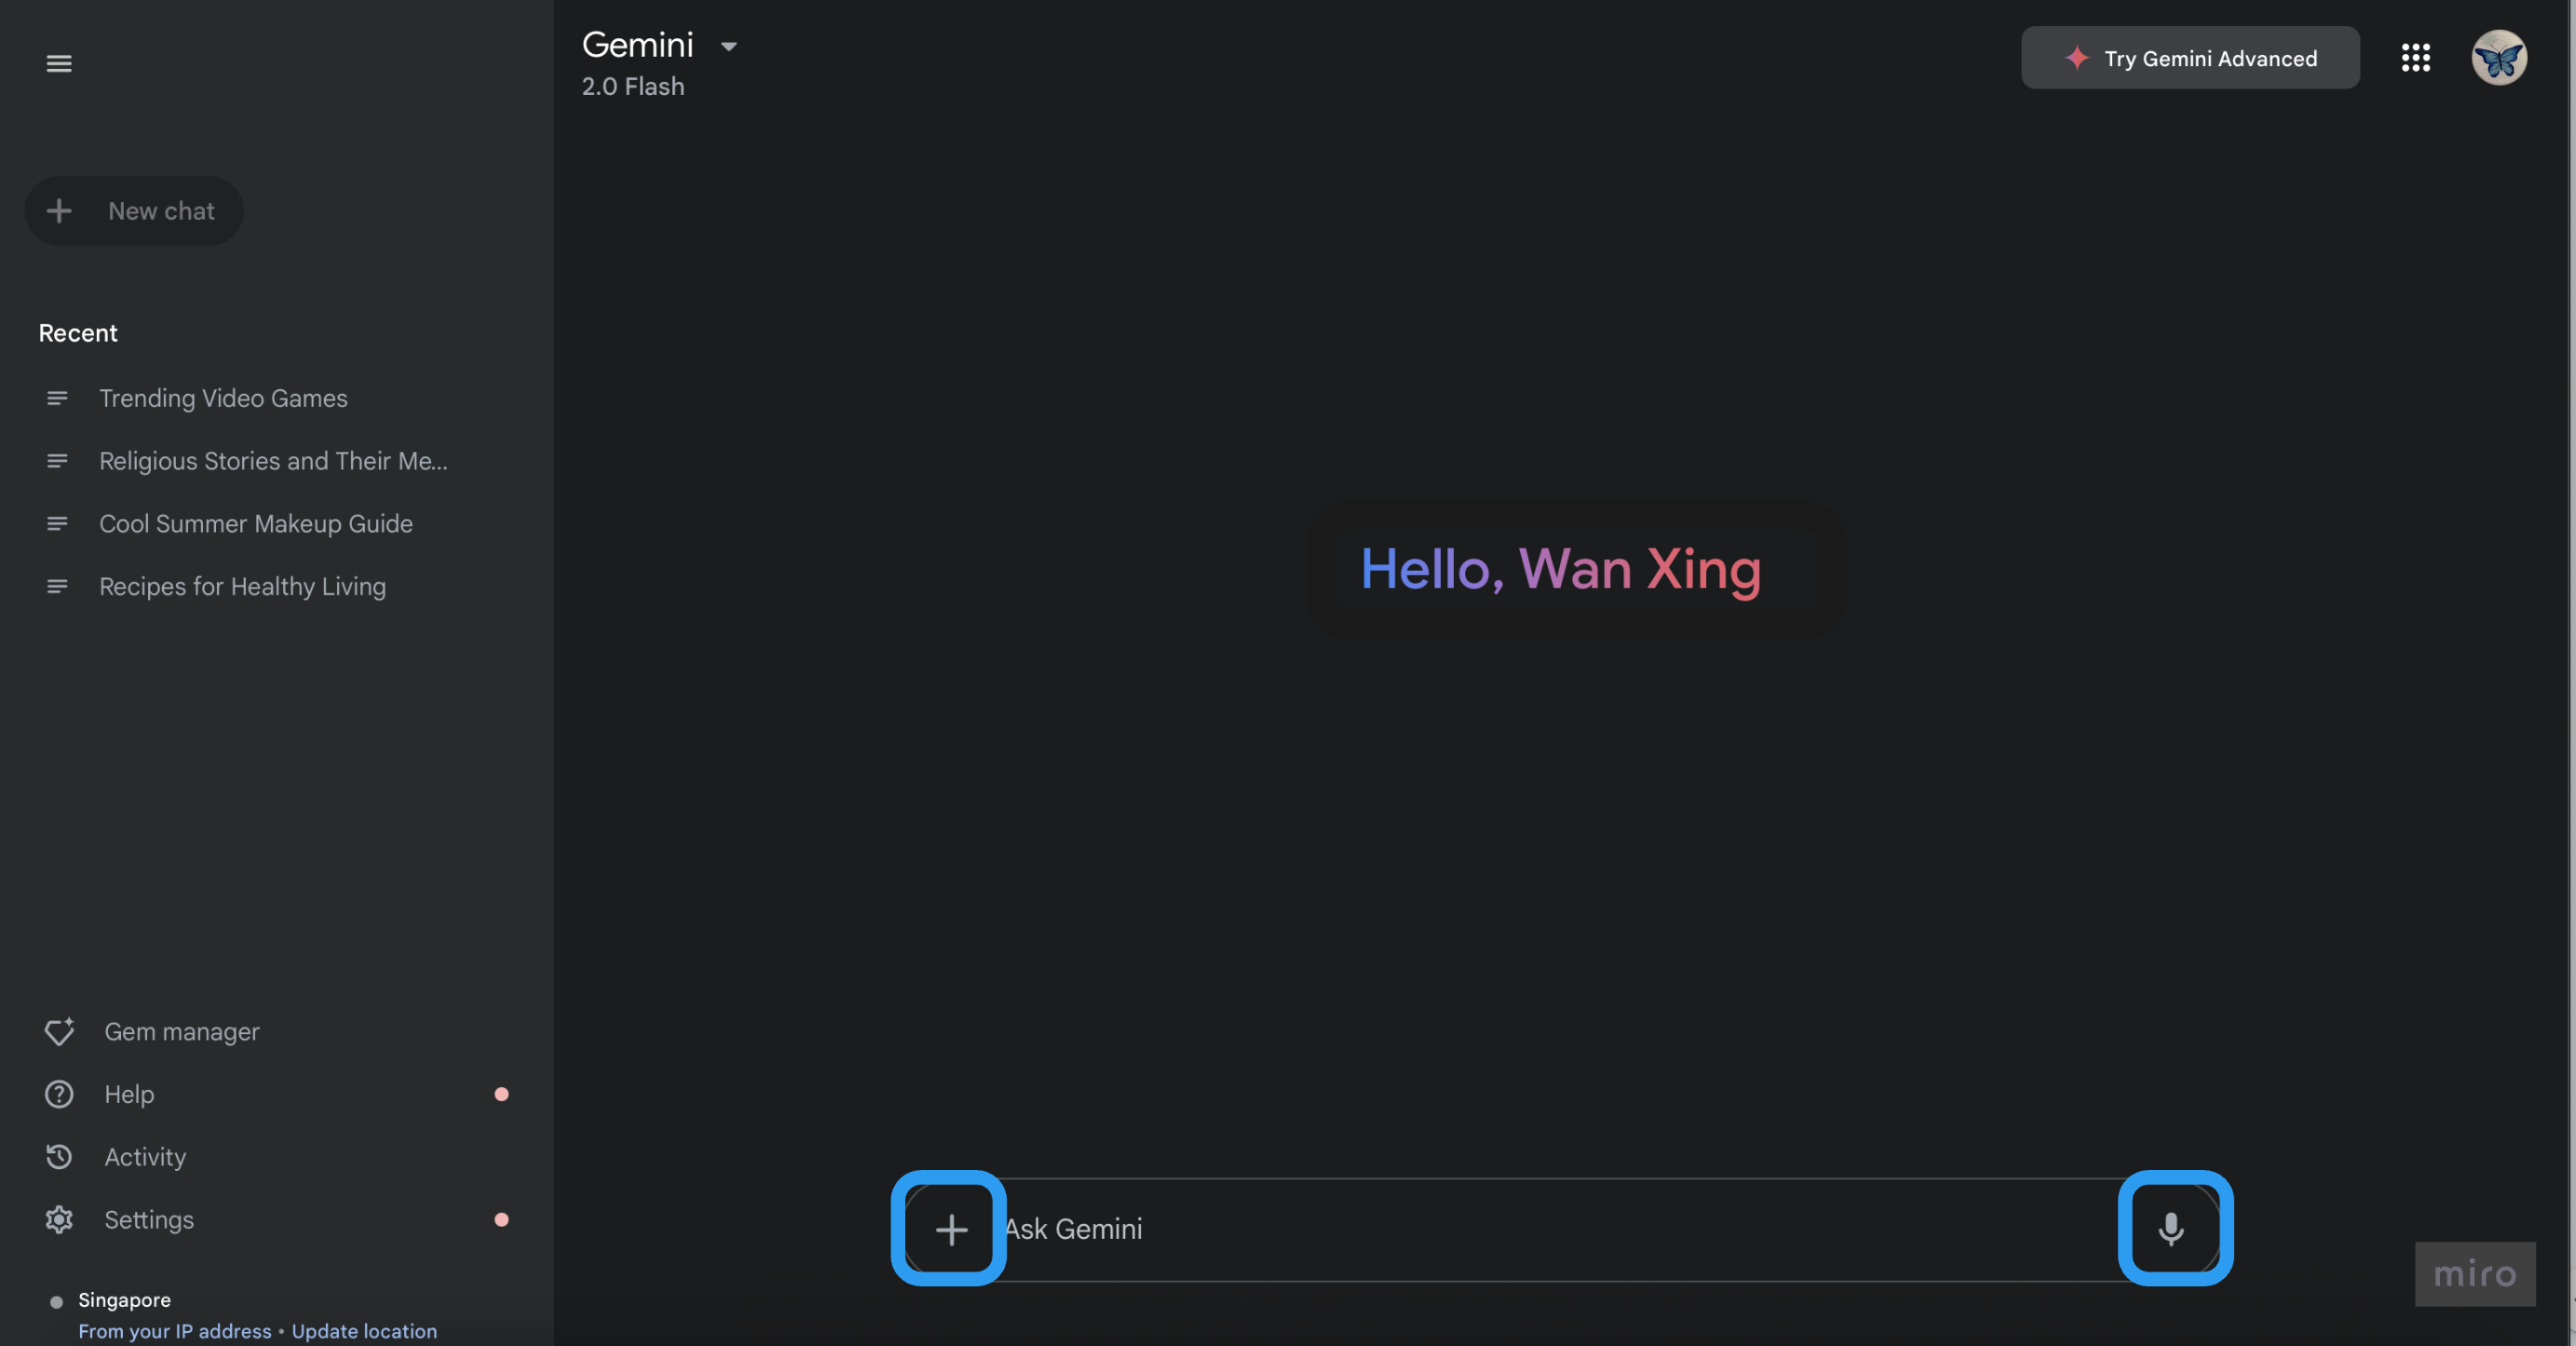 Gemini
2.0 Flash
Try Gemini Advanced
New chat
Recent
Trending Video Games
Religious Stories and Their Me...
Cool Summer Makeup Guide
Recipes for Healthy Living
Hello, Wan Xing
Gem manager
Help
Activity
Settings
Singapore
From your IP address • Update location
Ask Gemini
miro